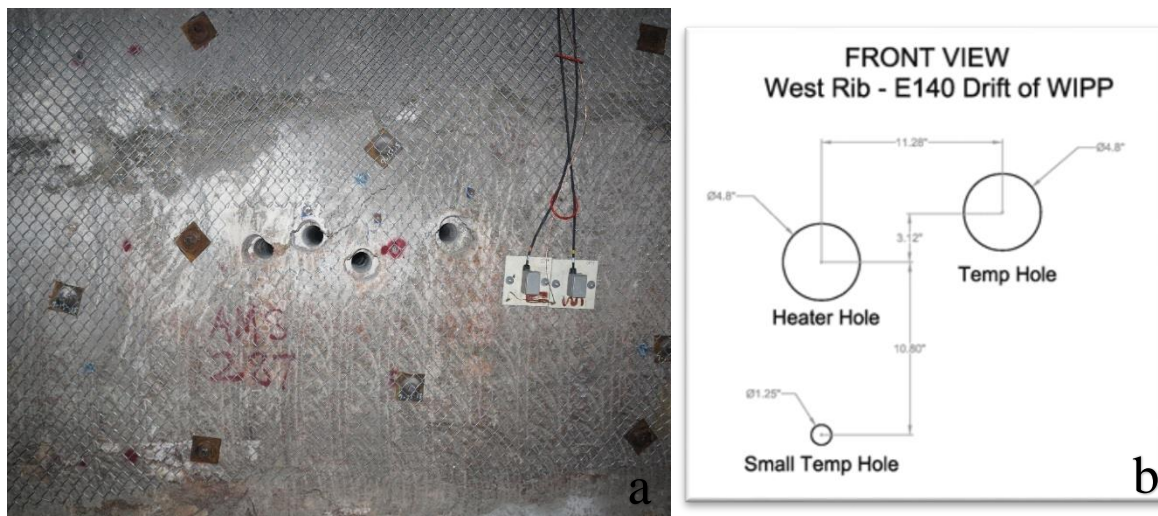 AMS
2187
a
FRONT VIEW
West Rib - E140 Drift of WIPP
11.28"
Ø4.8"
Ø4.8"
3.12"
Temp Hole
Heater Hole
10.80"
Ø1.25"
Small Temp Hole
b